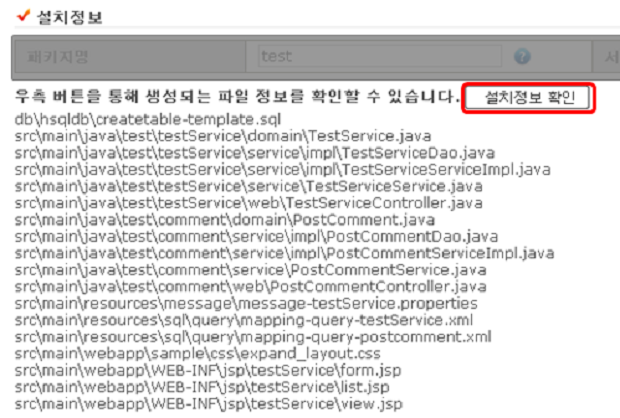 설치정보
패키지명 test ? 서
우측 버튼을 통해 생성되는 파일 정보를 확인할 수 있습니다. 설치정보 확인
db\hsqldb\createtable-template.sql
src\main\java\test\testService\domain\TestService.java
src\main\java\test\testService\service\impl\TestServiceDao.java
src\main\java\test\testService\service\impl\TestServiceServiceImpl.java
src\main\java\test\testService\service\TestServiceService.java
src\main\java\test\testService\web\TestServiceController.java
src\main\java\test\comment\domain\PostComment.java
src\main\java\test\comment\service\impl\PostCommentDao.java
src\main\java\test\comment\service\impl\PostCommentServiceImpl.java
src\main\java\test\comment\service\PostCommentService.java
src\main\java\test\comment\web\PostCommentController.java
src\main\resources\message\message-testService.properties
src\main\resources\sql\query\mapping-query-testService.xml
src\main\resources\sql\query\mapping-query-postcomment.xml
src\main\webapp\sample\css\expand_layout.css
src\main\webapp\WEB-INF\jsp\testService\form.jsp
src\main\webapp\WEB-INF\jsp\testService\list.jsp
src\main\webapp\WEB-INF\jsp\testService\view.jsp